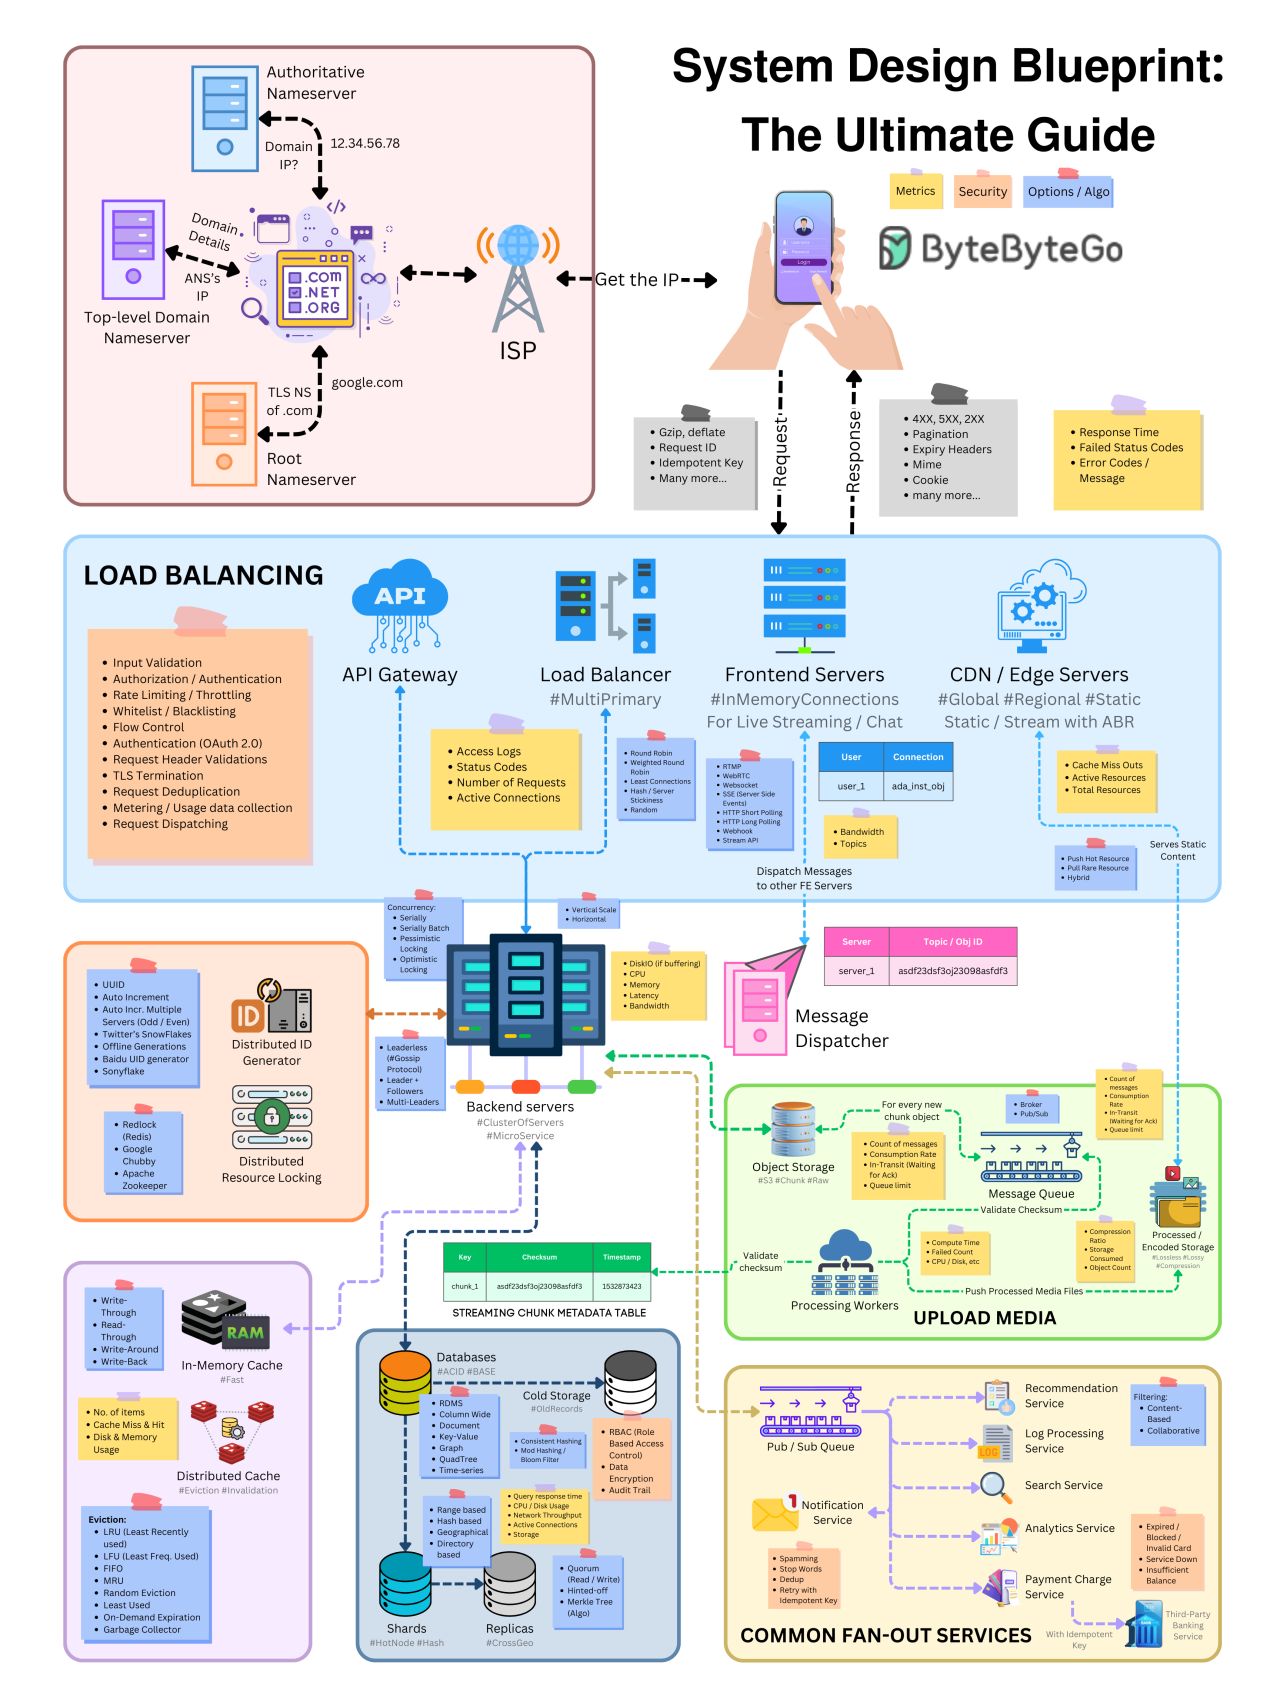 System Design Blueprint:
The Ultimate Guide
Metrics
Security
Options / Algo
ByteByteGo
Authoritative
Nameserver
Domain
IP?
12.34.56.78
Domain
Details
ANS's
IP
Top-level Domain
Nameserver
.COM
.NET
.ORG
ISP
Get the IP
TLS NS
of .com
google.com
Root
Nameserver
Login
Request
Response
• Gzip, deflate
• Request ID
• Idempotent Key
• Many more...
• 4XX, 5XX, 2XX
• Pagination
• Expiry Headers
• Mime
• Cookie
• many more...
• Response Time
• Failed Status Codes
• Error Codes /
Message
LOAD BALANCING
• Input Validation
• Authorization / Authentication
• Rate Limiting / Throttling
• Whitelist / Blacklisting
• Flow Control
• Authentication (OAuth 2.0)
• Request Header Validations
• TLS Termination
• Request Deduplication
• Metering / Usage data collection
• Request Dispatching
API
API Gateway
Load Balancer
#MultiPrimary
Frontend Servers
#InMemoryConnections
For Live Streaming / Chat
CDN / Edge Servers
#Global #Regional #Static
Static / Stream with ABR
• Access Logs
• Status Codes
• Number of Requests
• Active Connections
• Round Robin
• Weighted Round
Robin
• Least Connections
• Hash / Server
Stickiness
• Random
• RTMP
• WebRTC
• Websocket
• SSE (Server Side
Events)
• HTTP Short Polling
• HTTP Long Polling
• Webhook
• Stream API
User Connection
user_1 ada_inst_obj
• Bandwidth
• Topics
Dispatch Messages
to other FE Servers
• Cache Miss Outs
• Active Resources
• Total Resources
• Push Hot Resource
• Pull Rare Resource
• Hybrid
Serves Static
Content
Concurrency:
• Serially
• Serially Batch
• Pessimistic
Locking
• Optimistic
Locking
• Vertical Scale
• Horizontal
• DiskIO (if buffering)
• CPU
• Memory
• Latency
• Bandwidth
Server Topic / Obj ID
server_1 asdf23dsf3oj23098asfdf3
Message
Dispatcher
• UUID
• Auto Increment
• Auto Incr. Multiple
Servers (Odd / Even)
• Twitter's SnowFlakes
• Offline Generations
• Baidu UID generator
• Sonyflake
ID
Distributed ID
Generator
• Redlock
(Redis)
• Google
Chubby
• Apache
Zookeeper
Distributed
Resource Locking
• Leaderless
(#Gossip
Protocol)
• Leader +
Followers
• Multi-Leaders
Backend servers
#ClusterOfServers
#MicroService
Object Storage
#S3 #Chunk #Raw
For every new
chunk object
• Count of messages
• Consumption Rate
• In-Transit (Waiting
for Ack)
• Queue limit
• Broker
• Pub/Sub
• Count of
messages
• Consumption
Rate
• In-Transit
(Waiting for Ack)
• Queue limit
Message Queue
Validate Checksum
Processed /
Encoded Storage
#Lossless #Lossy
#Compression
• Compute Time
• Failed Count
• CPU / Disk, etc
• Compression
Ratio
• Storage
Consumed
• Object Count
Validate
checksum
Processing Workers
Push Processed Media Files
UPLOAD MEDIA
Key Checksum Timestamp
chunk_1 asdf23dsf3oj23098asfdf3 1532873423
STREAMING CHUNK METADATA TABLE
• Write-
Through
• Read-
Through
• Write-Around
• Write-Back
RAM
In-Memory Cache
#Fast
• No. of items
• Cache Miss & Hit
• Disk & Memory
Usage
Distributed Cache
#Eviction #Invalidation
Eviction:
• LRU (Least Recently
used)
• LFU (Least Freq. Used)
• FIFO
• MRU
• Random Eviction
• Least Used
• On-Demand Expiration
• Garbage Collector
Databases
#ACID #BASE
Cold Storage
#OldRecords
• RDMS
• Column Wide
• Document
• Key-Value
• Graph
• QuadTree
• Time-series
• Consistent Hashing
• Mod Hashing /
Bloom Filter
• RBAC (Role
Based Access
Control)
• Data
Encryption
• Audit Trail
• Range based
• Hash based
• Geographical
• Directory
based
• Query response time
• CPU / Disk Usage
• Network Throughput
• Active Connections
• Storage
• Quorum
(Read / Write)
• Hinted-off
• Merkle Tree
(Algo)
Shards
#HotNode #Hash
Replicas
#CrossGeo
Pub / Sub Queue
Recommendation
Service
Filtering:
• Content-
Based
• Collaborative
LOG
Log Processing
Service
Search Service
1
Notification
Service
Analytics Service
• Spamming
• Stop Words
• Dedup
• Retry with
Idempotent Key
• Expired /
Blocked /
Invalid Card
• Service Down
• Insufficient
Balance
Payment Charge
Service
With Idempotent
Key
Third-Party
Banking
Service
COMMON FAN-OUT SERVICES